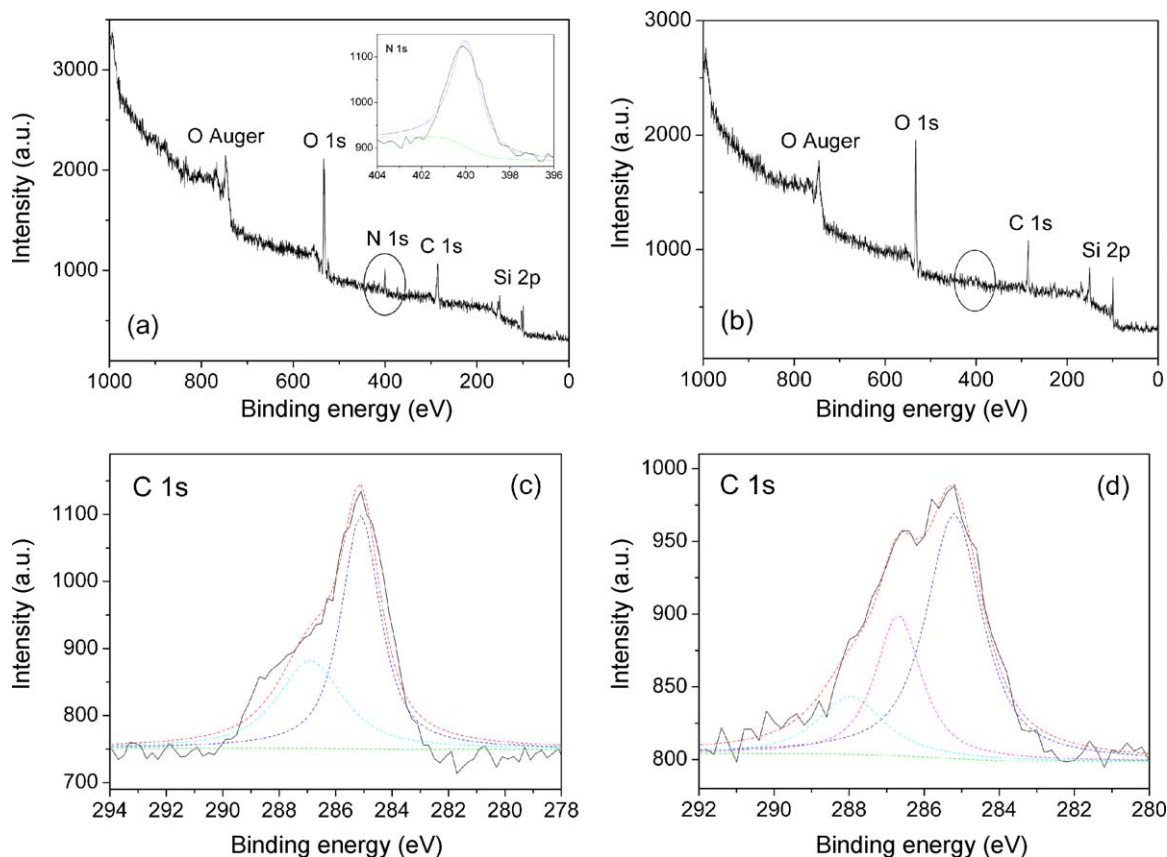 3000
2000
1000
Intensity (a.u.)
O Auger
O 1s
N 1s
C 1s
Si 2p
(a)
N 1s
1100
1000
900
404 402 400 398 396
1000 800 600 400 200 0
Binding energy (eV)
3000
2000
1000
Intensity (a.u.)
O Auger
O 1s
C 1s
Si 2p
(b)
1000 800 600 400 200 0
Binding energy (eV)
C 1s
(c)
1100
1000
900
800
700
Intensity (a.u.)
294 292 290 288 286 284 282 280 278
Binding energy (eV)
C 1s
(d)
1000
950
900
850
800
Intensity (a.u.)
292 290 288 286 284 282 280
Binding energy (eV)